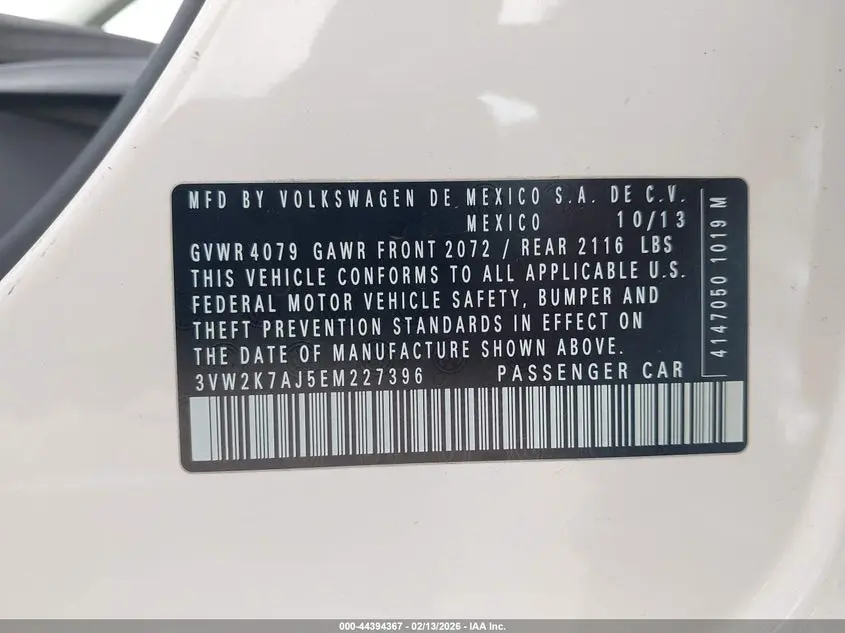 MFD BY VOLKSWAGEN DE MEXICO S.A. DE C.V.
MEXICO 10/13
GVWR 4079 GAWR FRONT 2072 / REAR 2116 LBS
THIS VEHICLE CONFORMS TO ALL APPLICABLE U.S.
FEDERAL MOTOR VEHICLE SAFETY, BUMPER AND
THEFT PREVENTION STANDARDS IN EFFECT ON
THE DATE OF MANUFACTURE SHOWN ABOVE.
3VW2K7AJ5EM227396 PASSENGER CAR
4147050 1019 M
000-44394367 | 02/13/2026 | IAA Inc.